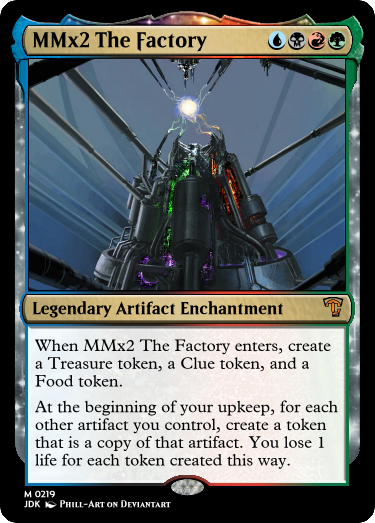 MMx2 The Factory
Legendary Artifact Enchantment
When MMx2 The Factory enters, create
a Treasure token, a Clue token, and a
Food token.
At the beginning of your upkeep, for each
other artifact you control, create a token
that is a copy of that artifact. You lose 1
life for each token created this way.
M 0219
JDK Phill-Art on Deviantart